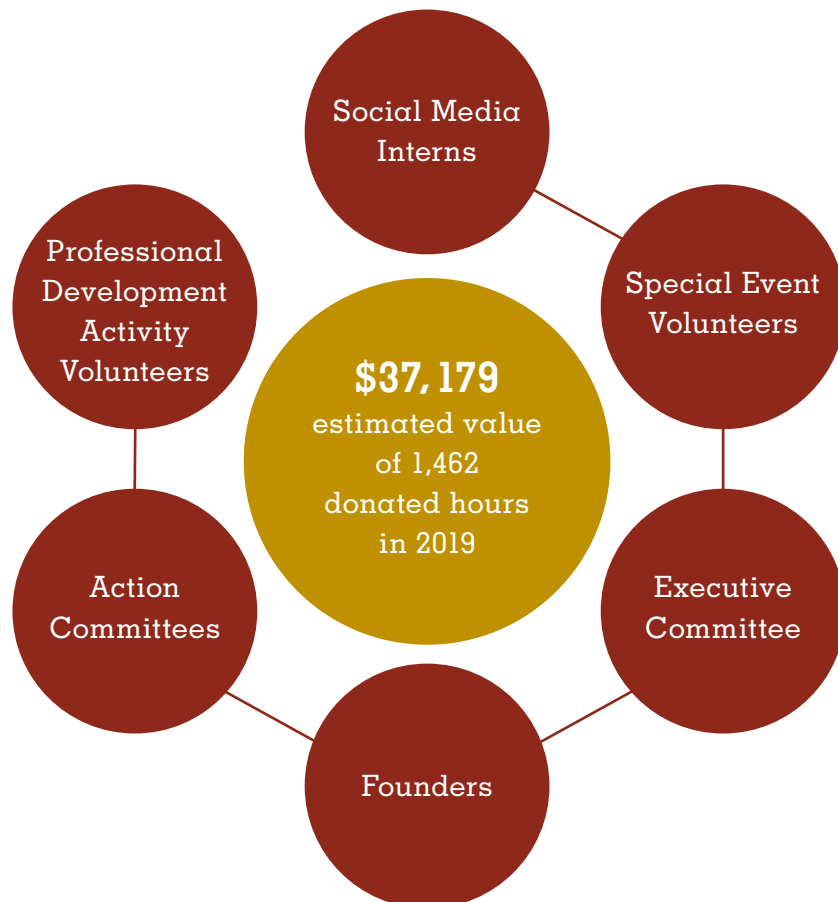 Social Media
Interns
Special Event
Volunteers
Executive
Committee
Founders
Action
Committees
Professional
Development
Activity
Volunteers
$37,179
estimated value
of 1,462
donated hours
in 2019